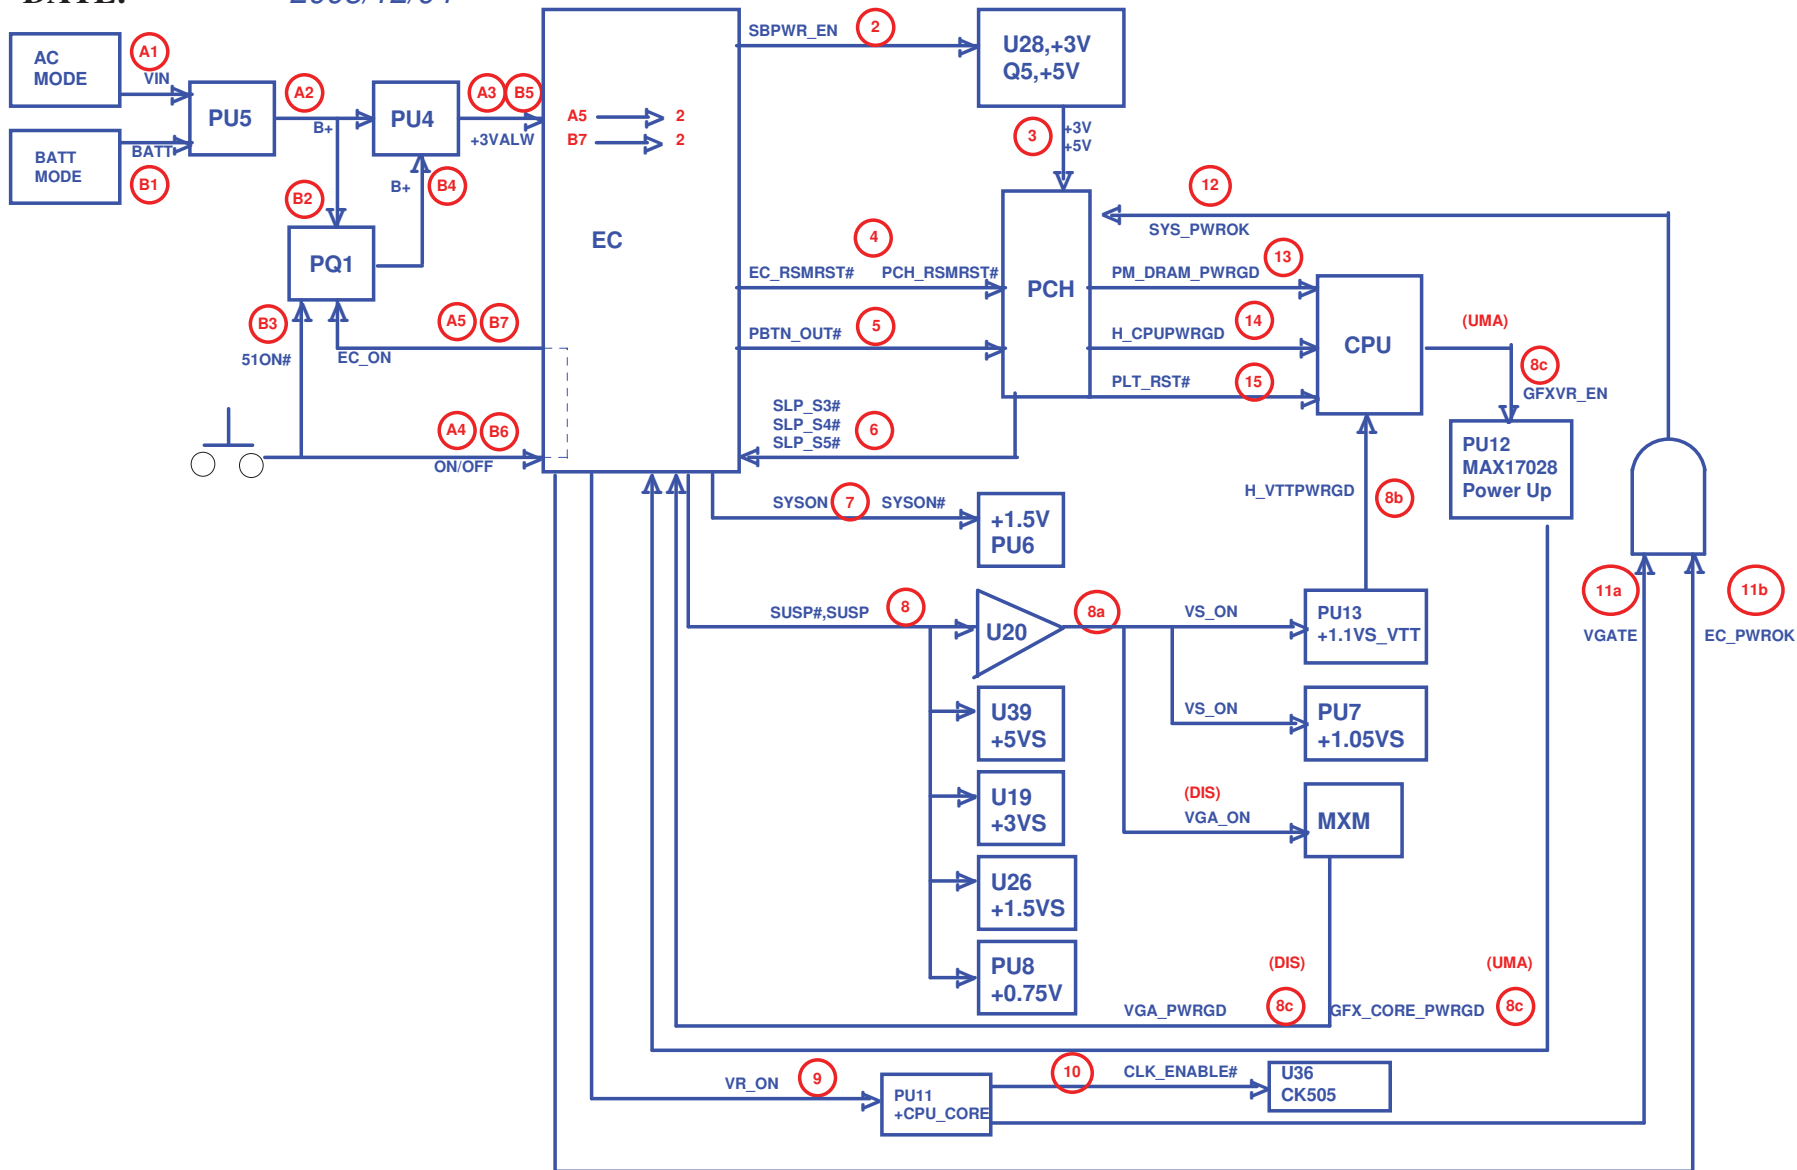 AC
MODE
A1
VIN
BATT
MODE
BATT
B1
PU5
A2
B+
PU4
A3
B5
+3VALW
B2
B+
B4
PQ1
B3
51ON#
A5
B7
EC_ON
A4
B6
ON/OFF
A5
2
B7
2
EC
SBPWR_EN
2
U28,+3V
Q5,+5V
3
+3V
+5V
12
SYS_PWROK
4
EC_RSMRST#
PCH_RSMRST#
PCH
PM_DRAM_PWRGD
13
PBTN_OUT#
5
H_CPUPWRGD
14
CPU
(UMA)
PLT_RST#
15
8c
GFXVR_EN
SLP_S3#
SLP_S4#
SLP_S5#
6
PU12
MAX17028
Power Up
SYSON
7
SYSON#
+1.5V
PU6
H_VTTPWRGD
8b
SUSP#,SUSP
8
U20
8a
VS_ON
PU13
+1.1VS_VTT
11a
VGATE
11b
EC_PWROK
U39
+5VS
VS_ON
PU7
+1.05VS
U19
+3VS
(DIS)
VGA_ON
MXM
U26
+1.5VS
PU8
+0.75V
(DIS)
(UMA)
VGA_PWRGD
8c
GFX_CORE_PWRGD
8c
VR_ON
9
PU11
+CPU_CORE
10
CLK_ENABLE#
U36
CK505